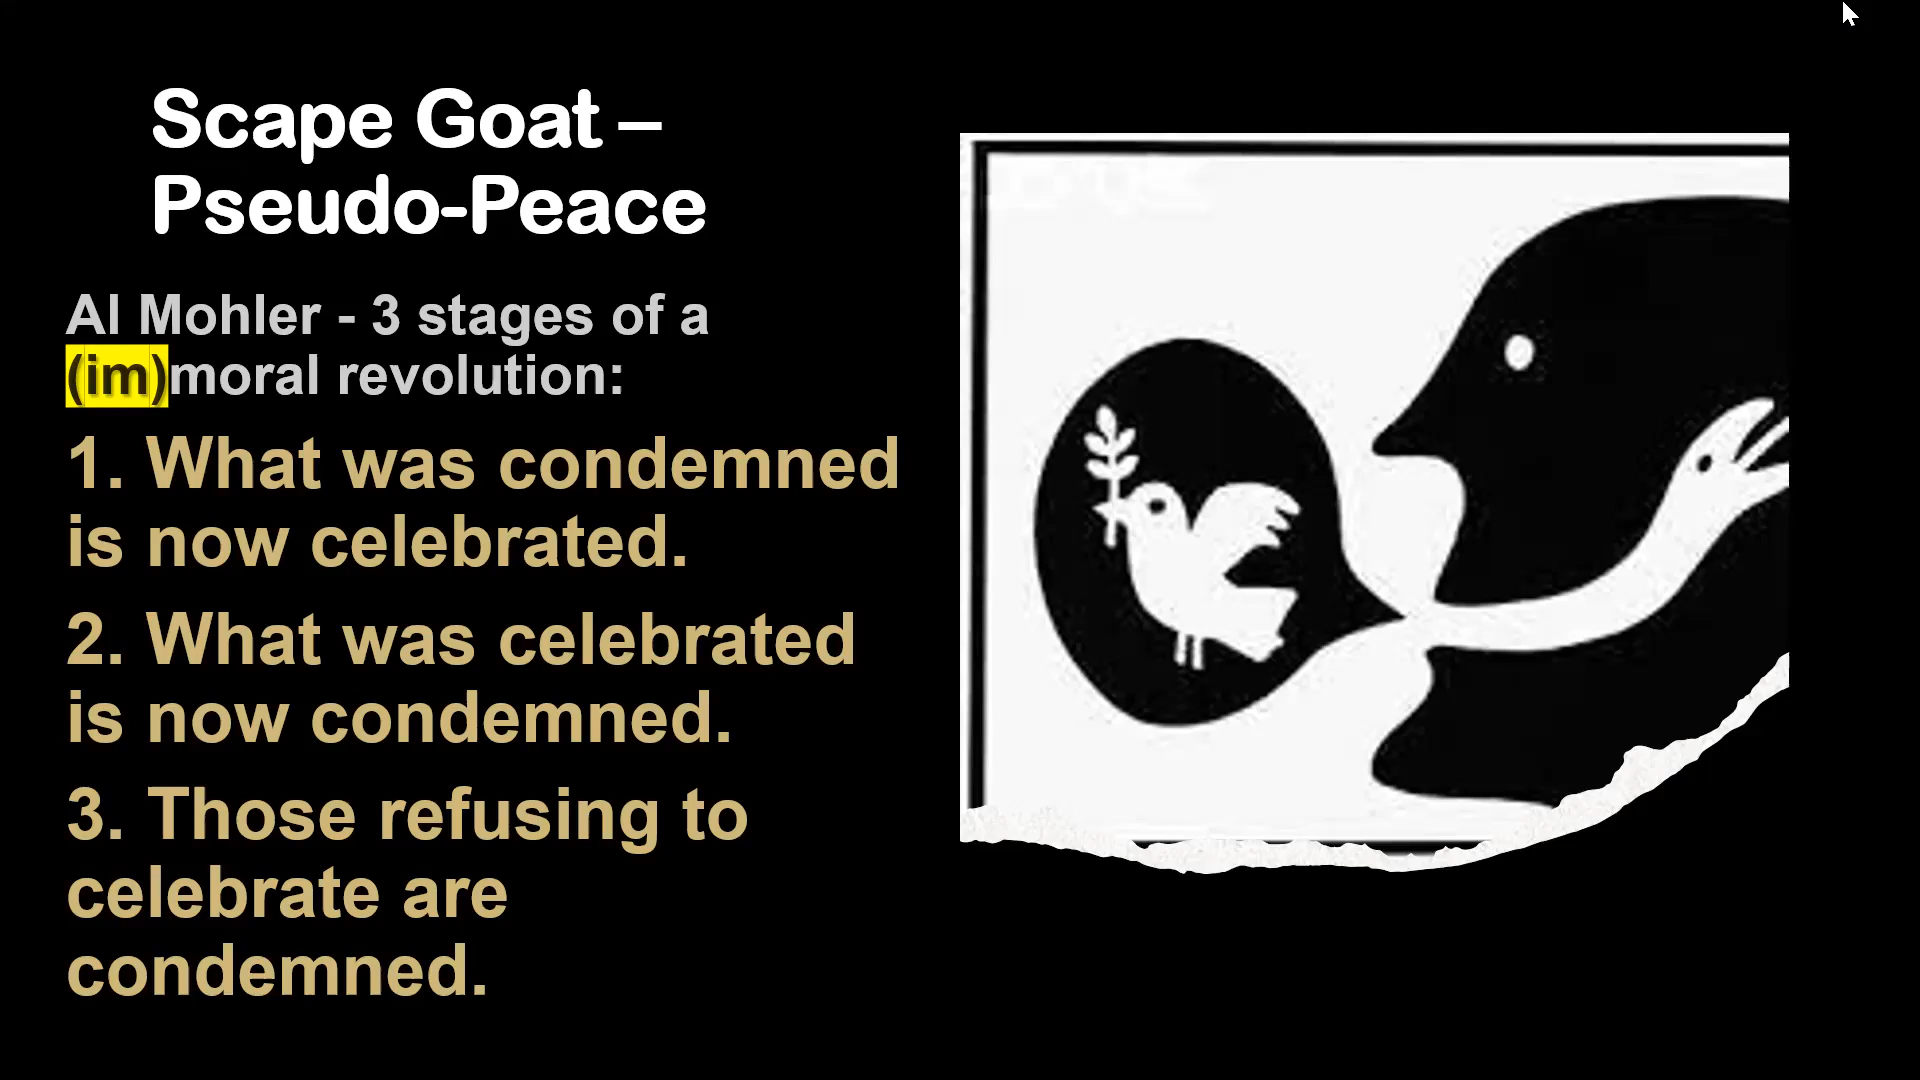 Scape Goat –
Pseudo-Peace
Al Mohler - 3 stages of a
(im)moral revolution:
1. What was condemned
is now celebrated.
2. What was celebrated
is now condemned.
3. Those refusing to
celebrate are
condemned.